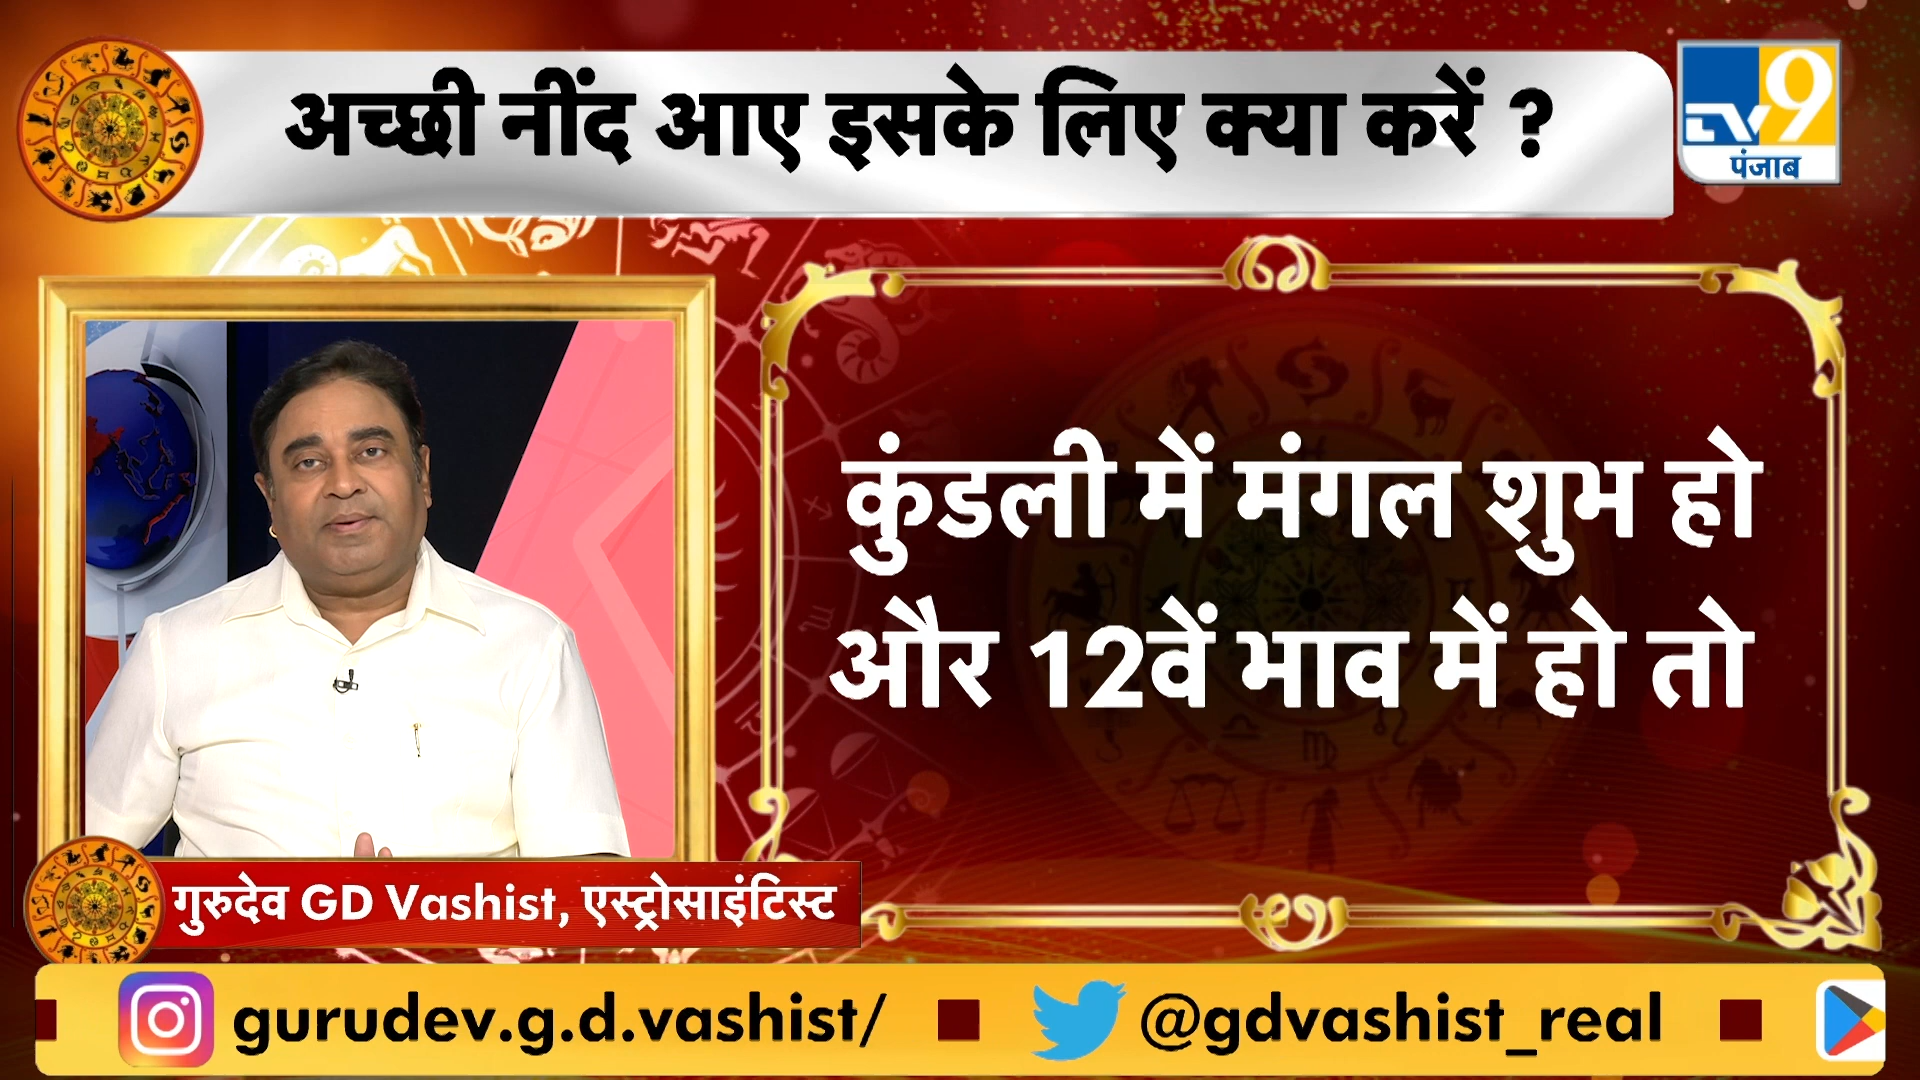 अच्छी नींद आए इसके लिए क्या करें ?
TV9
पंजाब
कुंडली में मंगल शुभ हो
और 12वें भाव में हो तो
गुरुदेव GD Vashist, एस्ट्रोसाइंटिस्ट
gurudev.g.d.vashist/
@gdvashist_real